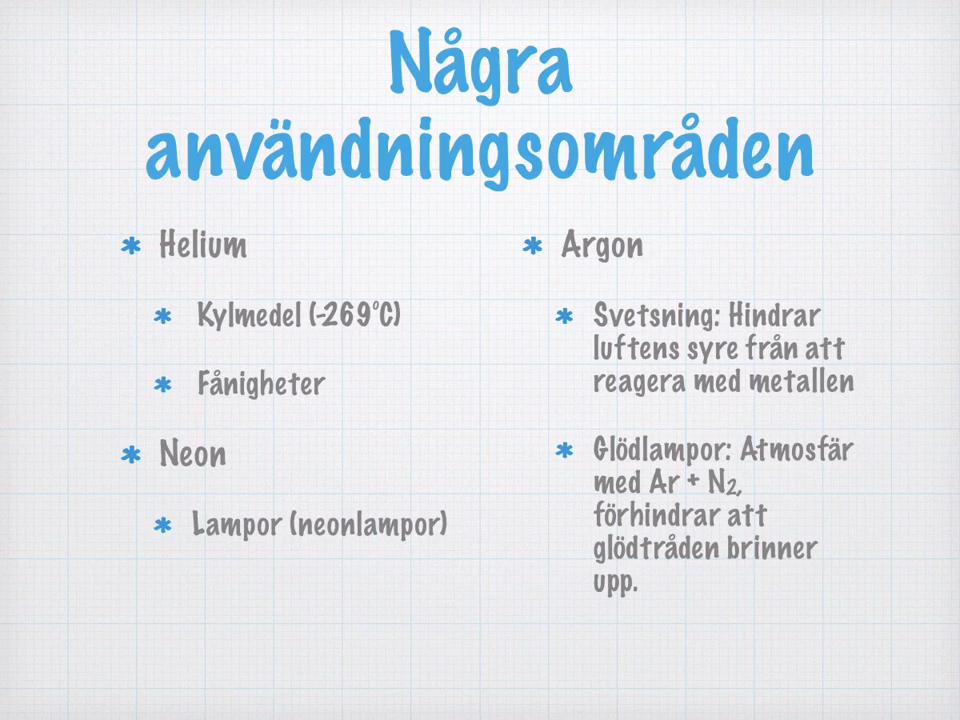 Några
användningsområden
✱ Helium
✱ Kylmedel (-269°C)
✱ Fånigheter
✱ Neon
✱ Lampor (neonlampor)
✱ Argon
✱ Svetsning: Hindrar
luftens syre från att
reagera med metallen
✱ Glödlampor: Atmosfär
med Ar + N₂,
förhindrar att
glödtråden brinner
upp.